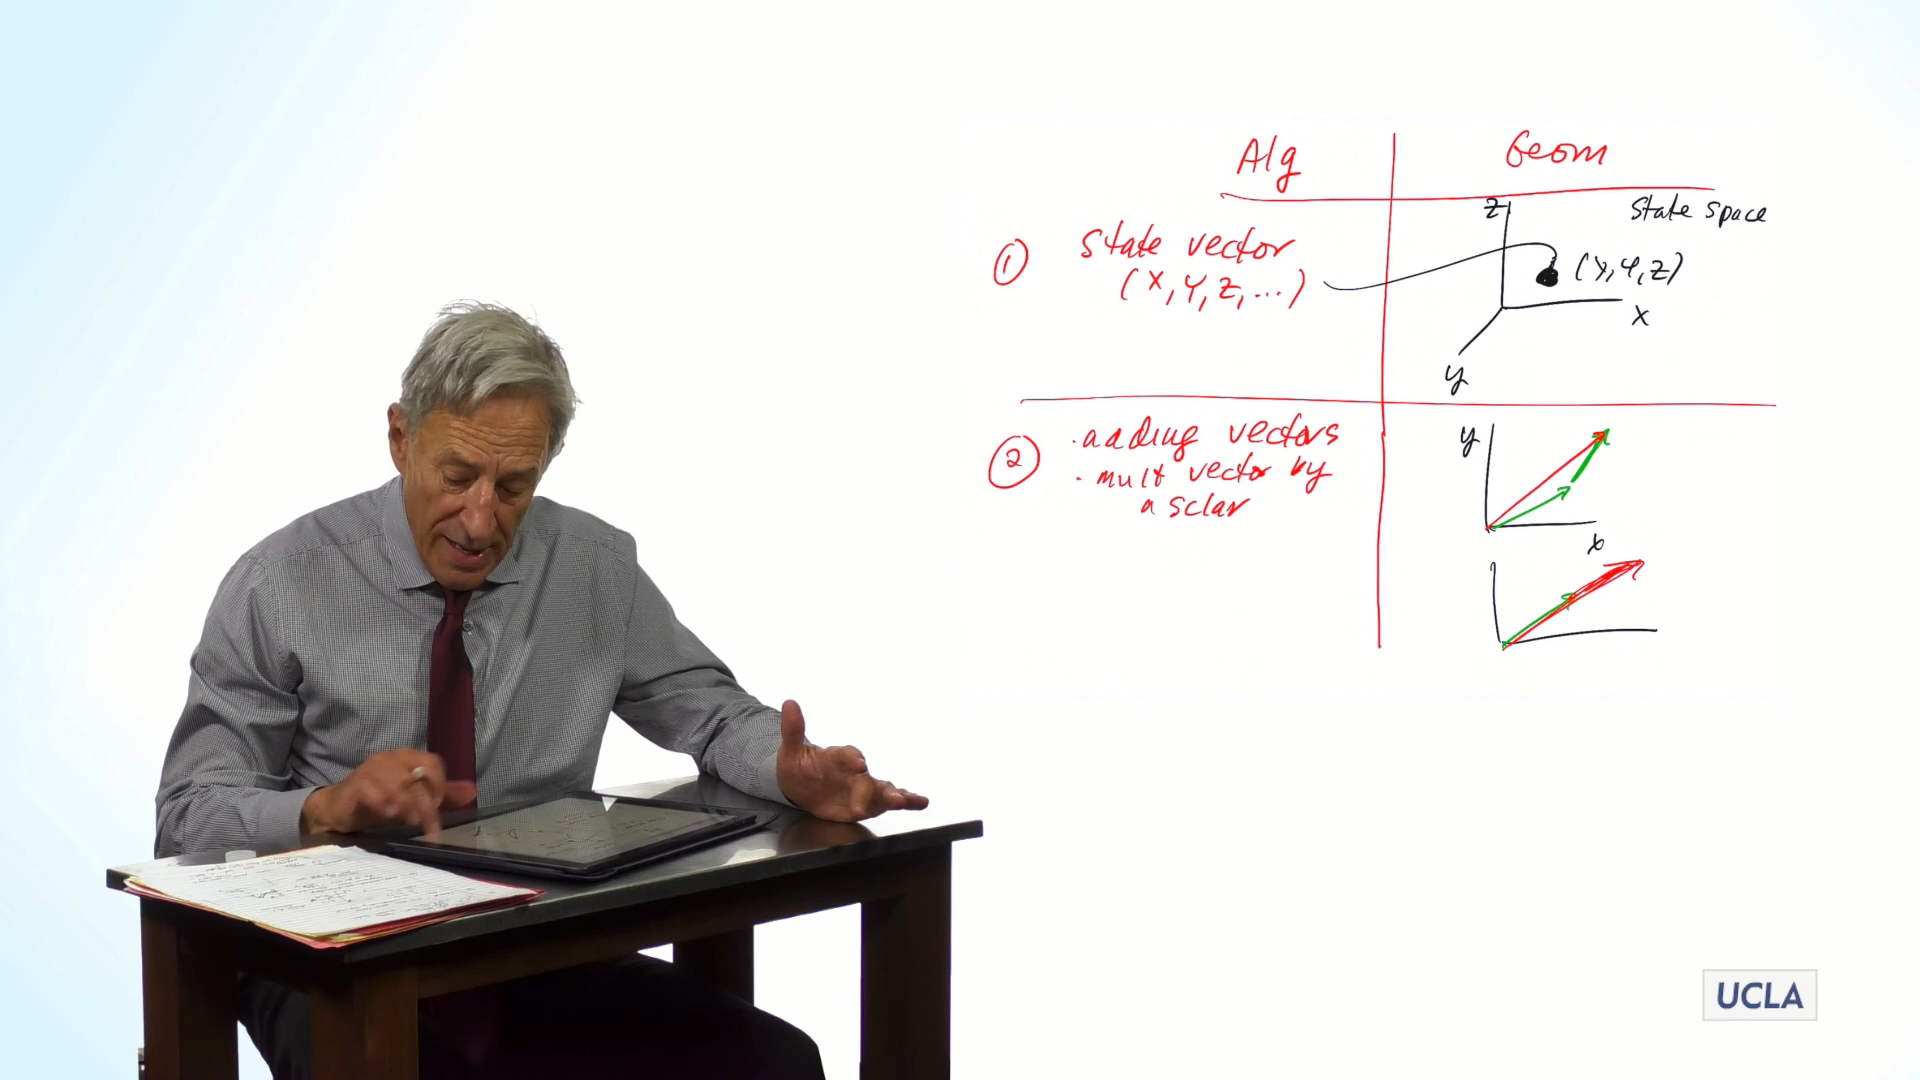 Alg
Geom
① State vector
(X, Y, Z, ...)
State space
Z
(X, Y, Z)
X
y
② · adding vectors
· mult vector by
a sclar
y
x
UCLA